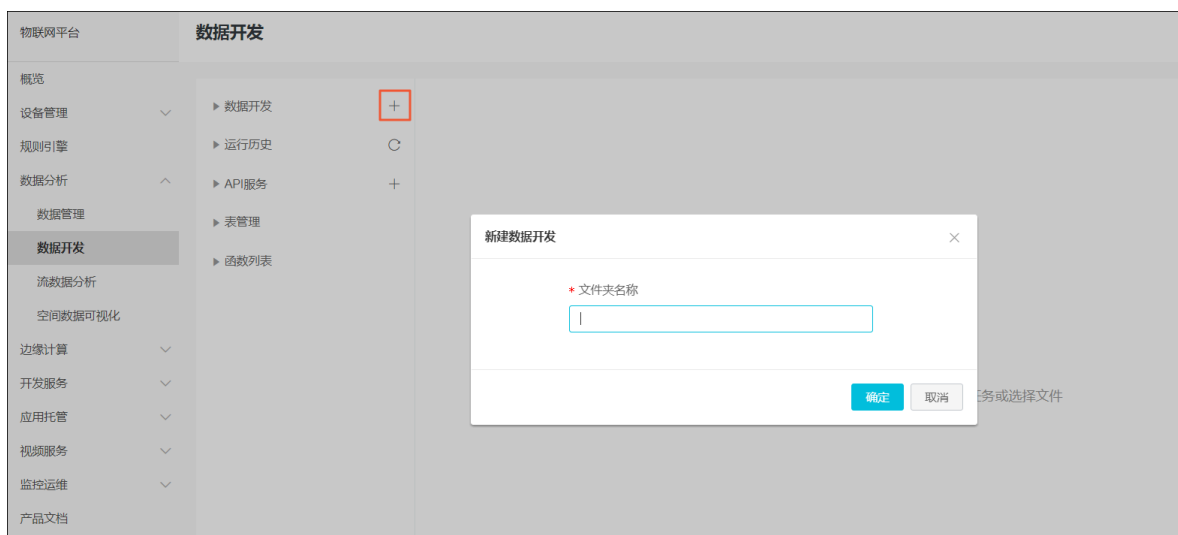 物联网平台
数据开发
概览
设备管理
规则引擎
数据分析
数据管理
数据开发
流数据分析
空间数据可视化
边缘计算
开发服务
应用托管
视频服务
监控运维
产品文档
数据开发
运行历史
API服务
表管理
函数列表
新建数据开发
* 文件夹名称
确定
取消
务或选择文件